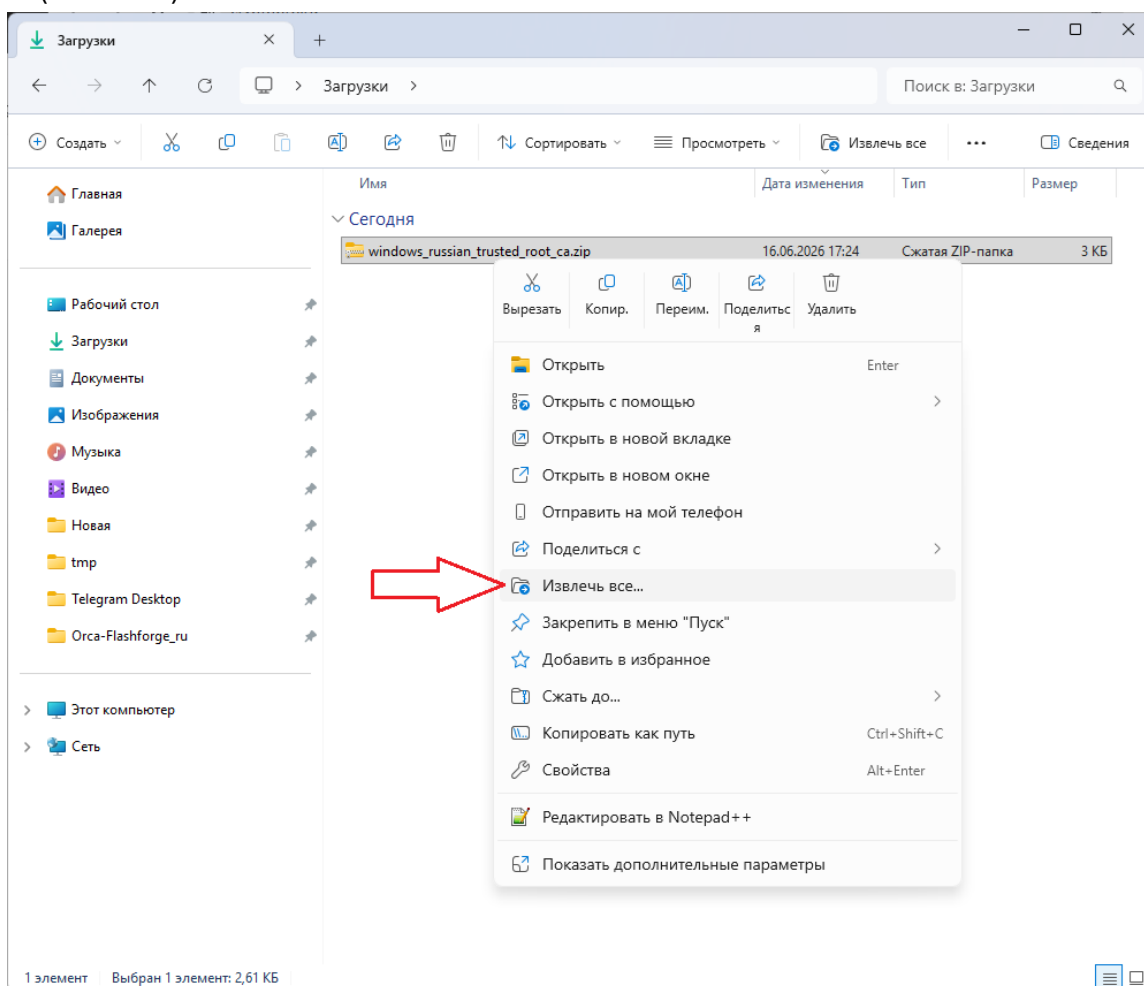 Загрузки
Загрузки
Поиск в: Загрузки
Создать
Сортировать
Просмотреть
Извлечь все
Сведения
Имя
Дата изменения
Тип
Размер
Главная
Галерея
Сегодня
windows_russian_trusted_root_ca.zip 16.06.2026 17:24 Сжатая ZIP-папка 3 КБ
Рабочий стол
Загрузки
Документы
Изображения
Музыка
Видео
Новая
tmp
Telegram Desktop
Orca-Flashforge_ru
Этот компьютер
Сеть
Вырезать
Копир.
Переим.
Поделитьс
я
Удалить
Открыть Enter
Открыть с помощью
Открыть в новой вкладке
Открыть в новом окне
Отправить на мой телефон
Поделиться с
Извлечь все...
Закрепить в меню "Пуск"
Добавить в избранное
Сжать до...
Копировать как путь Ctrl+Shift+C
Свойства Alt+Enter
Редактировать в Notepad++
Показать дополнительные параметры
1 элемент
Выбран 1 элемент: 2,61 КБ